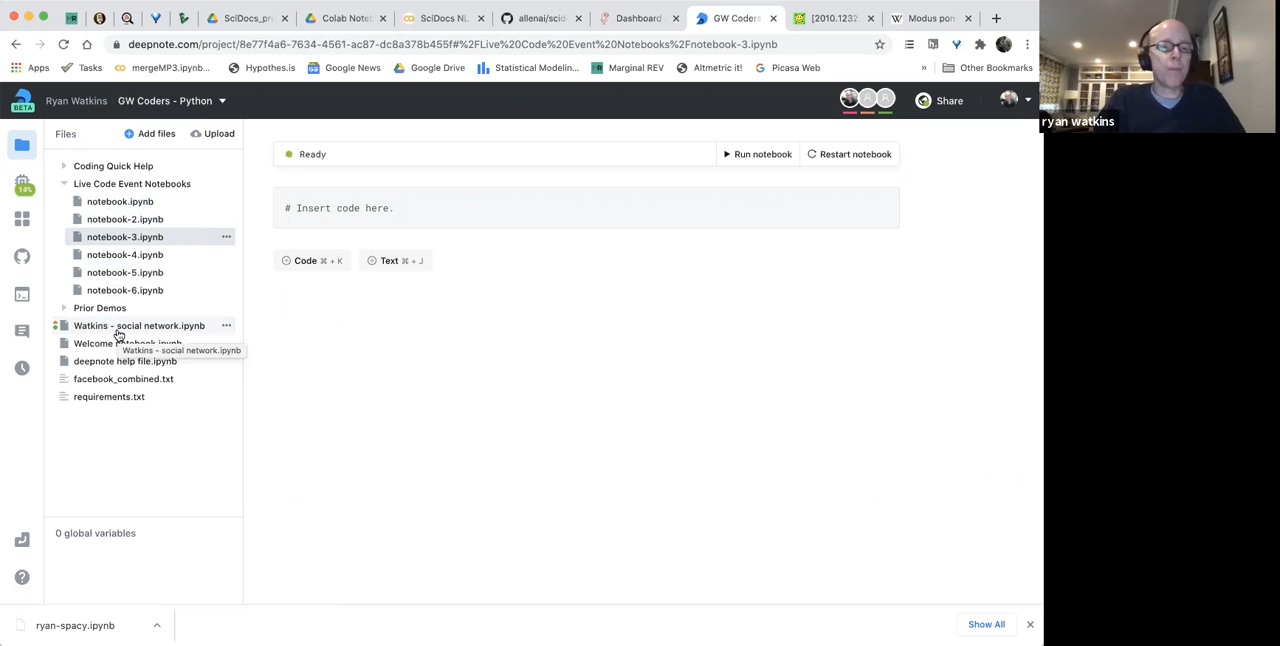 SciDocs_pr
Colab Note
SciDocs NL
allenai/scid
Dashboard
GW Coders
[2010.1232
Modus pon
deepnote.com/project/8e77f4a6-7634-4561-ac87-dc8a378b455f#%2FLive%20Code%20Event%20Notebooks%2Fnotebook-3.ipynb
Apps
Tasks
mergeMP3.ipynb...
Hypothes.is
Google News
Google Drive
Statistical Modelin...
Marginal REV
Altmetric it!
Picasa Web
»
Other Bookmarks
ryan watkins
BETA
Ryan Watkins
GW Coders - Python
Share
Files
Add files
Upload
Coding Quick Help
Live Code Event Notebooks
14%
notebook.ipynb
notebook-2.ipynb
notebook-3.ipynb
notebook-4.ipynb
notebook-5.ipynb
notebook-6.ipynb
Prior Demos
Watkins - social network.ipynb
Welcome
Watkins - social network.ipynb
deepnote help file.ipynb
facebook_combined.txt
requirements.txt
0 global variables
Ready
Run notebook
Restart notebook
# Insert code here.
Code ⌘ + K
Text ⌘ + J
ryan-spacy.ipynb
Show All